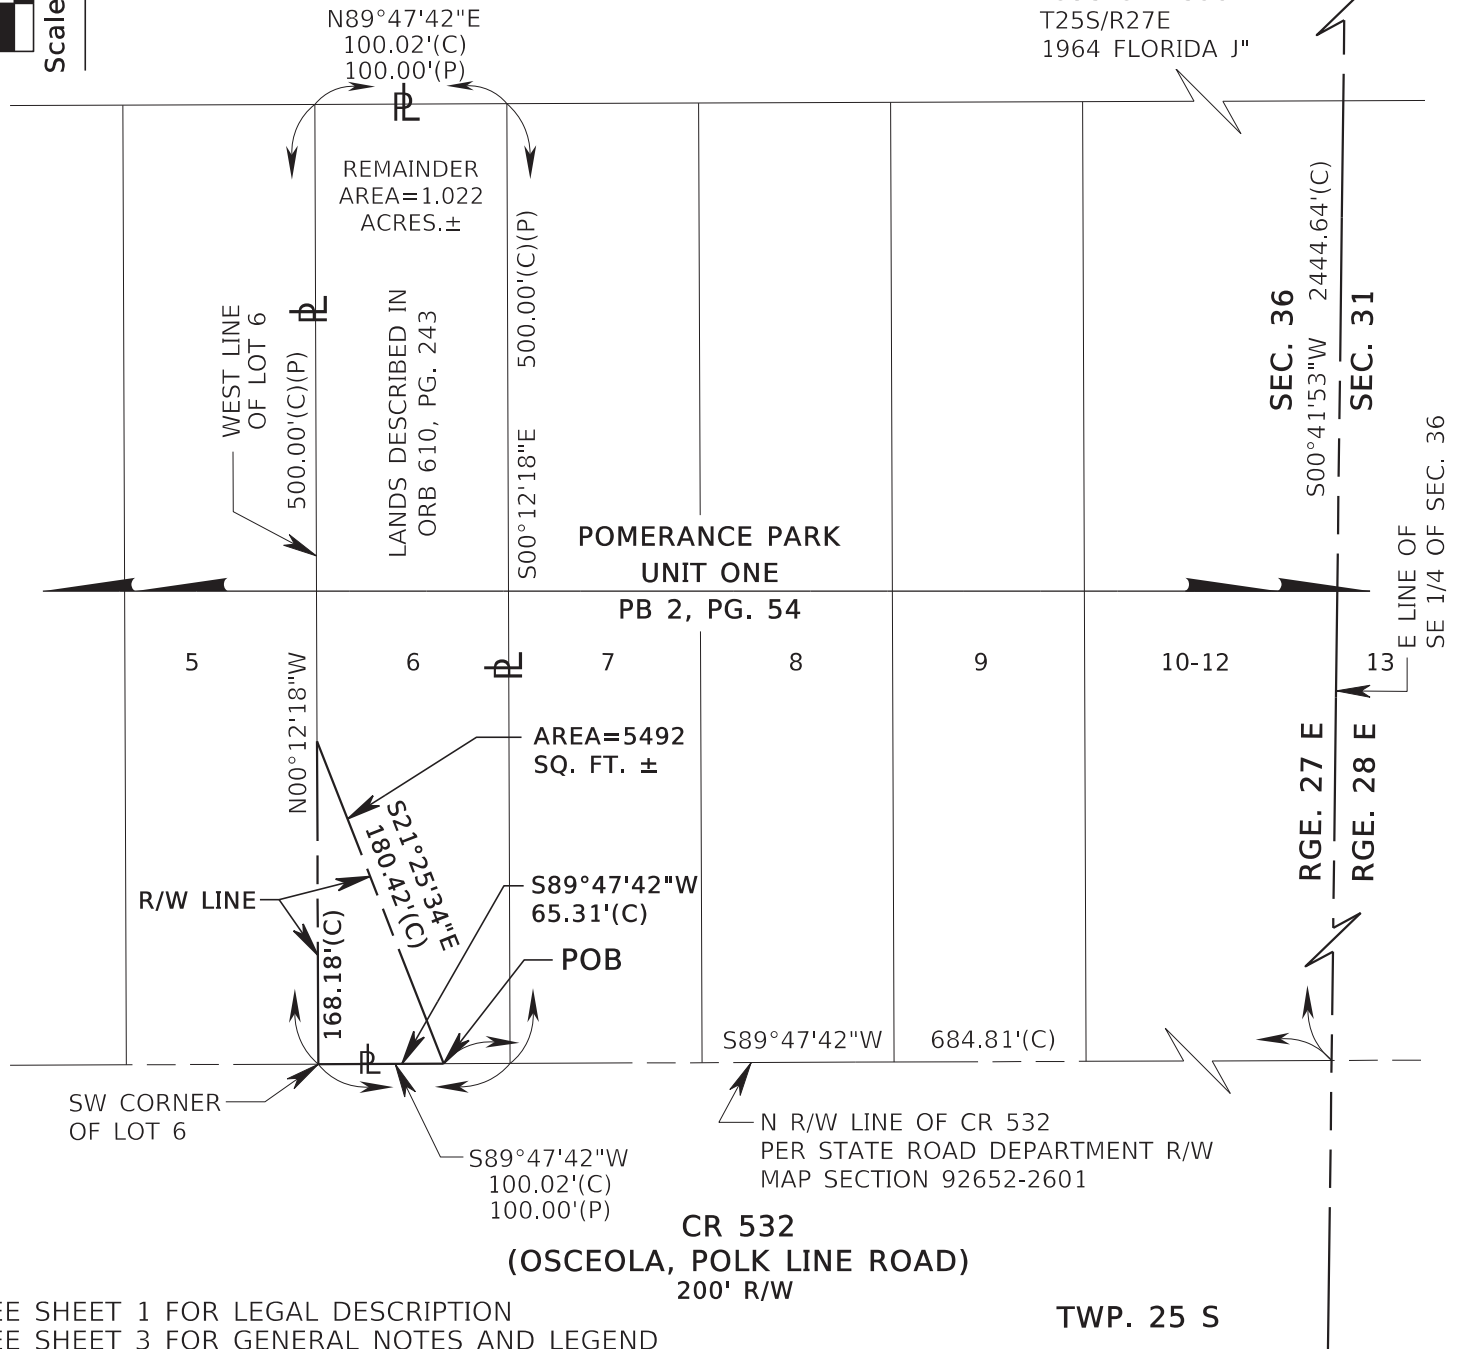 Scale
N89°47'42"E
100.02'(C)
100.00'(P)
T25S/R27E
1964 FLORIDA J"
REMAINDER
AREA=1.022
ACRES.±
WEST LINE
OF LOT 6
500.00'(C)(P)
LANDS DESCRIBED IN
ORB 610, PG. 243
500.00'(C)(P)
S00°12'18"E
S00°41'53"W 2444.64'(C)
SEC. 36
SEC. 31
E LINE OF
SE 1/4 OF SEC. 36
POMERANCE PARK
UNIT ONE
PB 2, PG. 54
5
6
7
8
9
10-12
13
N00°12'18"W
AREA=5492
SQ. FT. ±
S21°25'34"E
180.42'(C)
RGE. 27 E
RGE. 28 E
R/W LINE
S89°47'42"W
65.31'(C)
168.18'(C)
POB
S89°47'42"W 684.81'(C)
SW CORNER
OF LOT 6
S89°47'42"W
100.02'(C)
100.00'(P)
N R/W LINE OF CR 532
PER STATE ROAD DEPARTMENT R/W
MAP SECTION 92652-2601
CR 532
(OSCEOLA, POLK LINE ROAD)
200' R/W
EE SHEET 1 FOR LEGAL DESCRIPTION
EE SHEET 3 FOR GENERAL NOTES AND LEGEND
TWP. 25 S